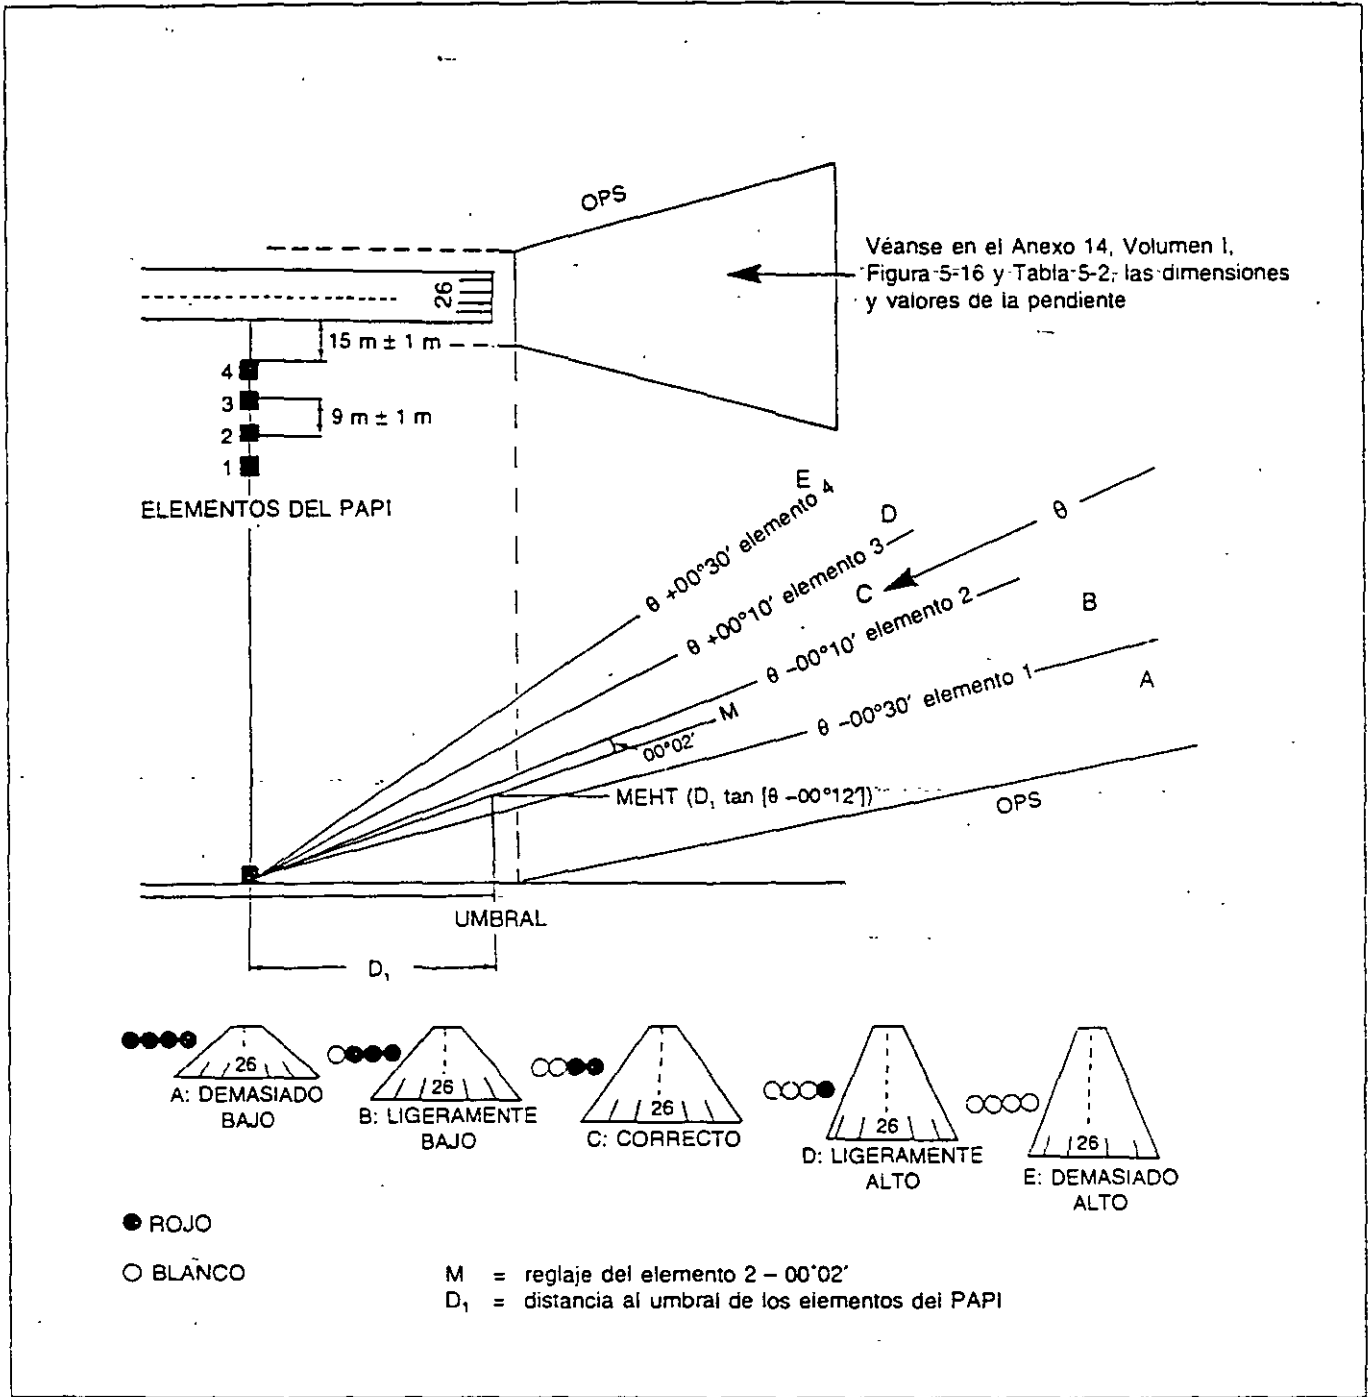 OPS
Véanse en el Anexo 14, Volumen I,
Figura 5-16 y Tabla 5-2, las dimensiones
y valores de la pendiente
26
15 m ± 1 m
4
3
9 m ± 1 m
2
1
ELEMENTOS DEL PAPI
E
θ +00°30′ elemento 4
D
θ
θ +00°10′ elemento 3
C
θ −00°10′ elemento 2
B
θ −00°30′ elemento 1
A
M
00°02′
MEHT (D₁ tan [θ −00°12′])
OPS
UMBRAL
D₁
26
A: DEMASIADO
BAJO
26
B: LIGERAMENTE
BAJO
26
C: CORRECTO
26
D: LIGERAMENTE
ALTO
26
E: DEMASIADO
ALTO
ROJO
BLANCO
M = reglaje del elemento 2 – 00°02′
D₁ = distancia al umbral de los elementos del PAPI